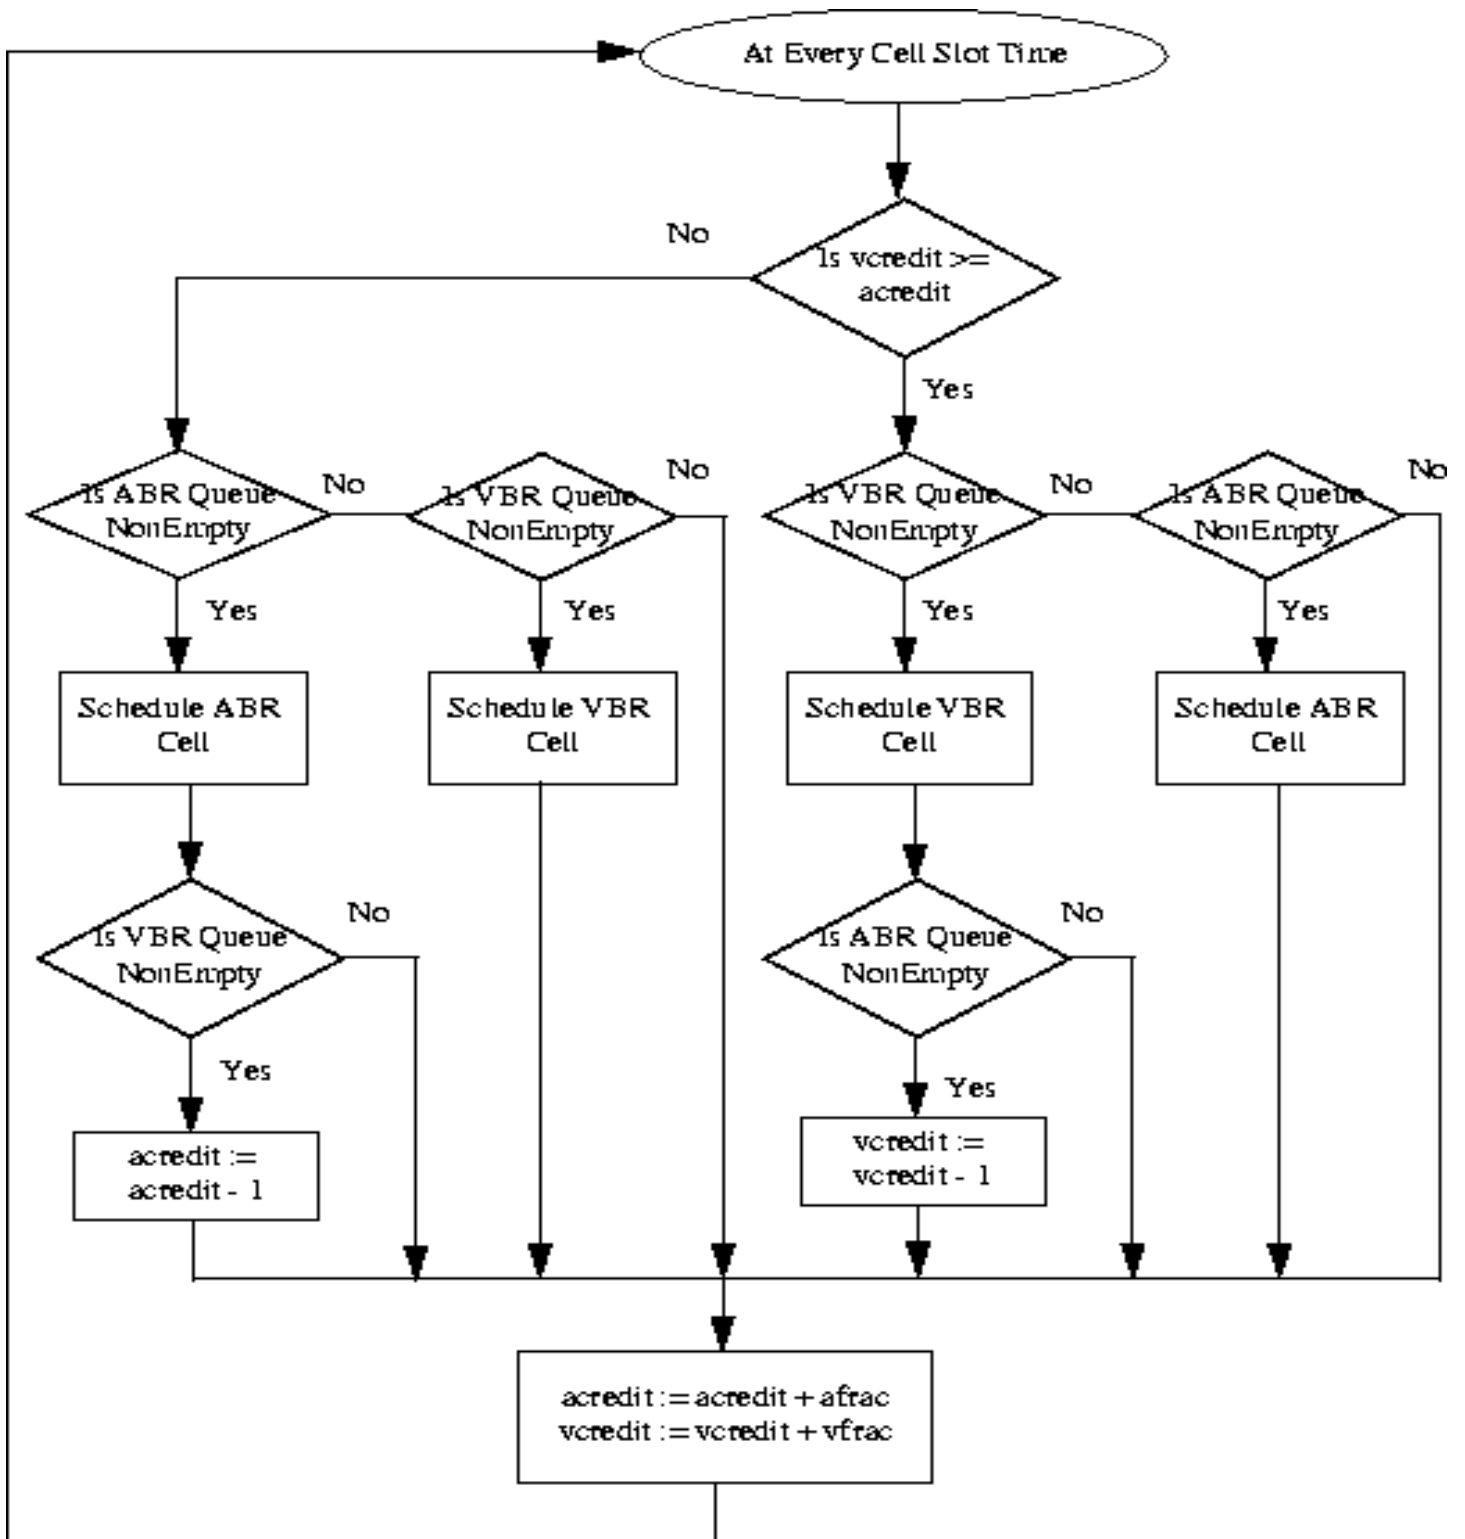 At Every Cell Slot Time
No
Is vcredit >=
acredit
Yes
Is ABR Queue
NonEmpty
No
Is VBR Queue
NonEmpty
No
Is VBR Queue
NonEmpty
No
Is ABR Queue
NonEmpty
No
Yes
Yes
Yes
Yes
Schedule ABR
Cell
Schedule VBR
Cell
Schedule VBR
Cell
Schedule ABR
Cell
Is VBR Queue
NonEmpty
No
Is ABR Queue
NonEmpty
No
Yes
Yes
acredit :=
acredit - 1
vcredit :=
vcredit - 1
acredit := acredit + afrac
vcredit := vcredit + vfrac